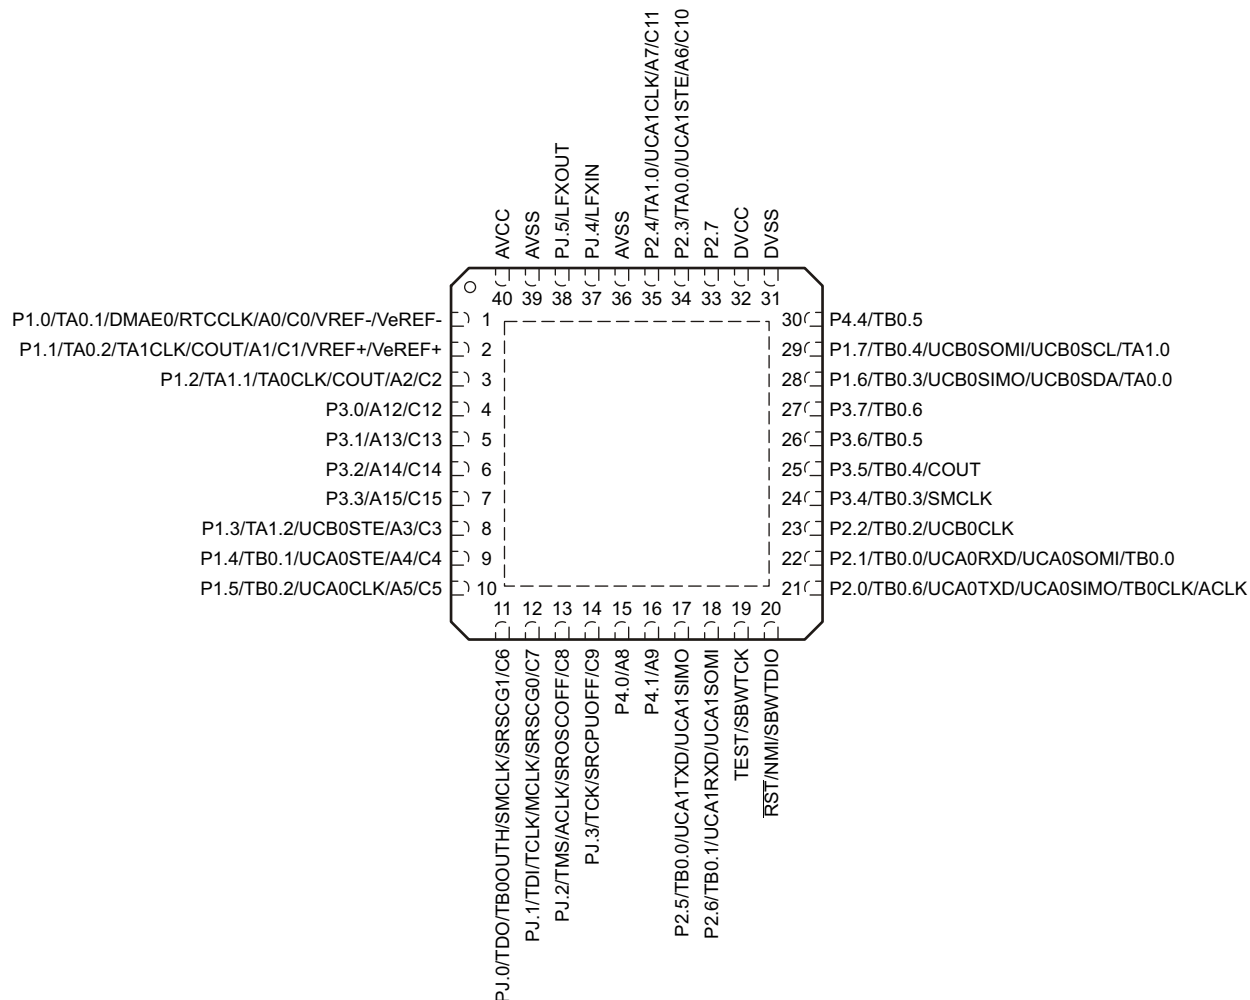 P2.4/TA1.0/UCA1CLK/A7/C11
P2.3/TA0.0/UCA1STE/A6/C10
AVCC
AVSS
PJ.5/LFXOUT
PJ.4/LFXIN
AVSS
P2.7
DVCC
DVSS
40 39 38 37 36 35 34 33 32 31
P1.0/TA0.1/DMAE0/RTCCLK/A0/C0/VREF-/VeREF- 1
P1.1/TA0.2/TA1CLK/COUT/A1/C1/VREF+/VeREF+ 2
P1.2/TA1.1/TA0CLK/COUT/A2/C2 3
P3.0/A12/C12 4
P3.1/A13/C13 5
P3.2/A14/C14 6
P3.3/A15/C15 7
P1.3/TA1.2/UCB0STE/A3/C3 8
P1.4/TB0.1/UCA0STE/A4/C4 9
P1.5/TB0.2/UCA0CLK/A5/C5 10
30 P4.4/TB0.5
29 P1.7/TB0.4/UCB0SOMI/UCB0SCL/TA1.0
28 P1.6/TB0.3/UCB0SIMO/UCB0SDA/TA0.0
27 P3.7/TB0.6
26 P3.6/TB0.5
25 P3.5/TB0.4/COUT
24 P3.4/TB0.3/SMCLK
23 P2.2/TB0.2/UCB0CLK
22 P2.1/TB0.0/UCA0RXD/UCA0SOMI/TB0.0
21 P2.0/TB0.6/UCA0TXD/UCA0SIMO/TB0CLK/ACLK
11 12 13 14 15 16 17 18 19 20
PJ.0/TDO/TB0OUTH/SMCLK/SRSCG1/C6
PJ.1/TDI/TCLK/MCLK/SRSCG0/C7
PJ.2/TMS/ACLK/SROSCOFF/C8
PJ.3/TCK/SRCPUOFF/C9
P4.0/A8
P4.1/A9
P2.5/TB0.0/UCA1TXD/UCA1SIMO
P2.6/TB0.1/UCA1RXD/UCA1SOMI
TEST/SBWTCK
RST/NMI/SBWTDIO